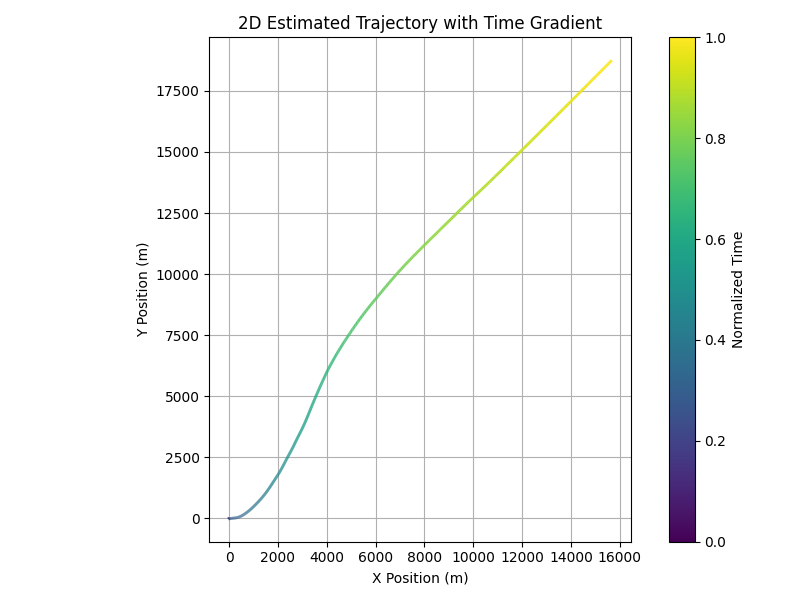 2D Estimated Trajectory with Time Gradient
1.0
17500
15000
0.8
12500
0.6
10000
Y Position (m)
Normalized Time
7500
0.4
5000
0.2
2500
0
0.0
0 2000 4000 6000 8000 10000 12000 14000 16000
X Position (m)